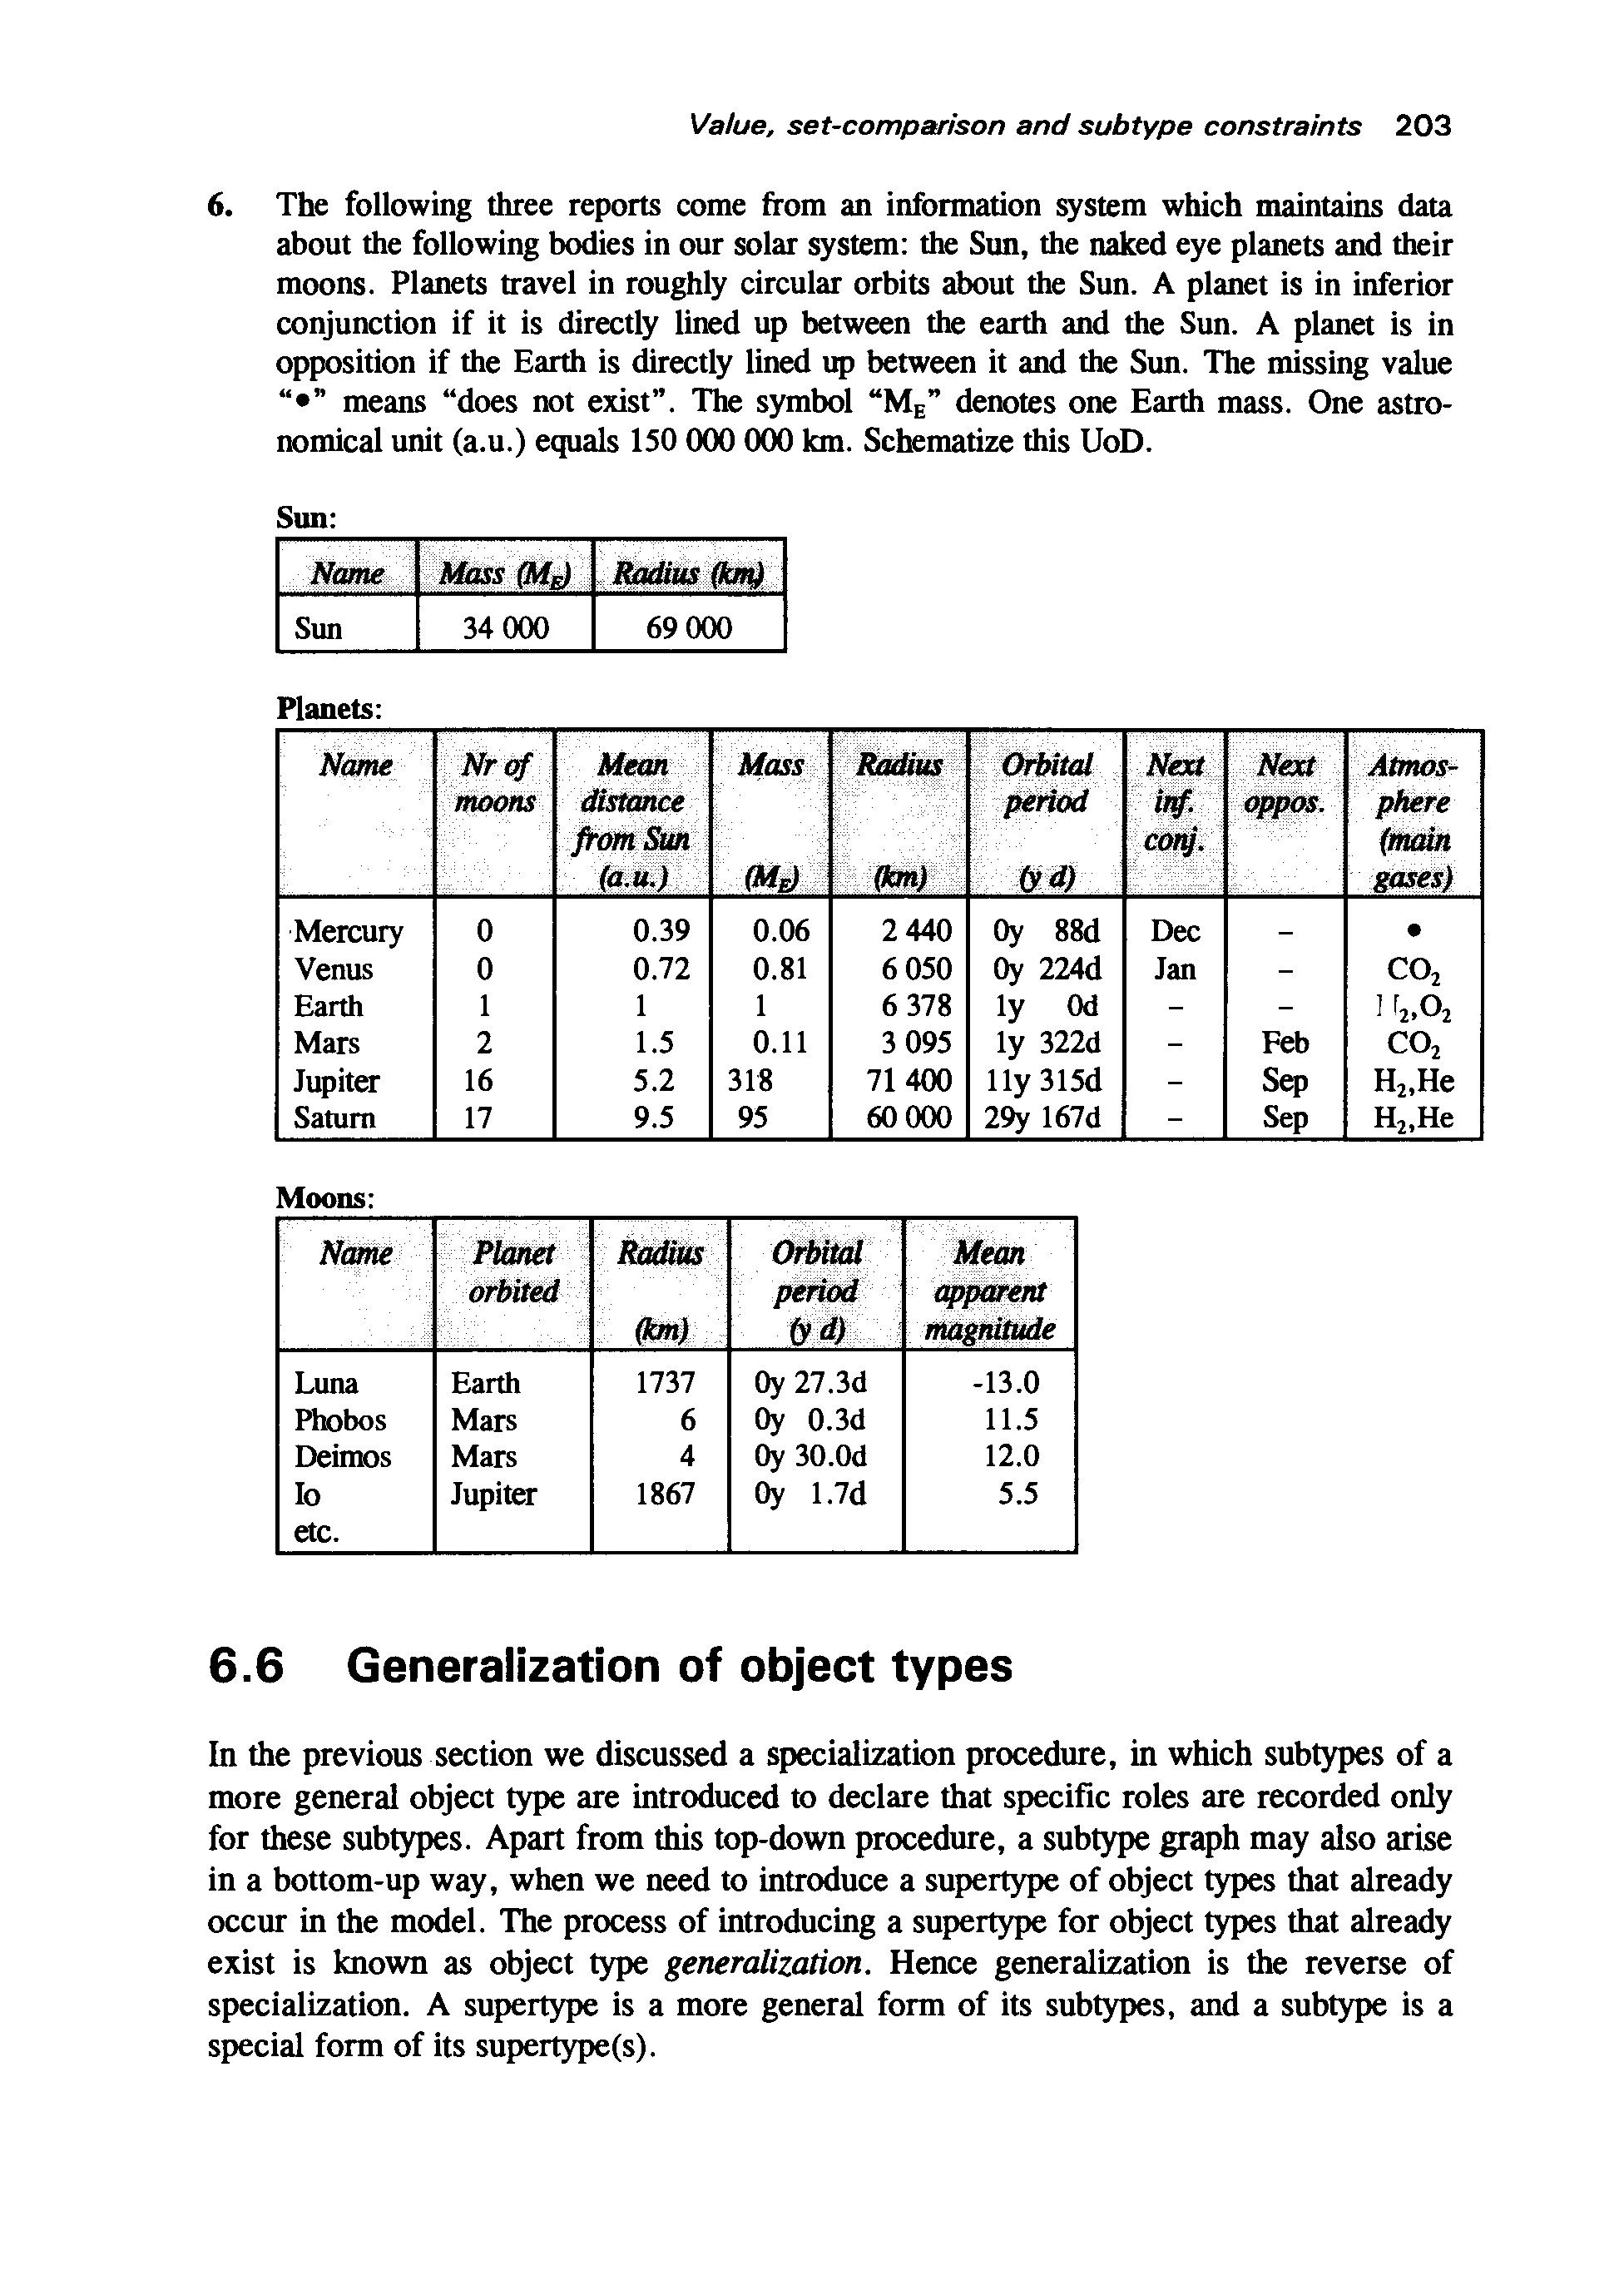 Value, set-comparison and subtype constraints 203
6. The following three reports come from an information system which maintains data
about the following bodies in our solar system: the Sun, the naked eye planets and their
moons. Planets travel in roughly circular orbits about the Sun. A planet is in inferior
conjunction if it is directly lined up between the earth and the Sun. A planet is in
opposition if the Earth is directly lined up between it and the Sun. The missing value
“•” means “does not exist”. The symbol “M_E” denotes one Earth mass. One astro-
nomical unit (a.u.) equals 150 000 000 km. Schematize this UoD.
Sun:
Name Mass (M_E) Radius (km)
Sun 34 000 69 000
Planets:
Name Nr of Mean Mass Radius Orbital Next Next Atmos-
moons distance period inf. oppos. phere
from Sun conj. (main
(a.u.) (M_E) (km) (y d) gases)
Mercury 0 0.39 0.06 2 440 0y 88d Dec – •
Venus 0 0.72 0.81 6 050 0y 224d Jan – CO₂
Earth 1 1 1 6 378 1y 0d – – ₂,O₂
Mars 2 1.5 0.11 3 095 1y 322d – Feb CO₂
Jupiter 16 5.2 318 71 400 11y 315d – Sep H₂,He
Saturn 17 9.5 95 60 000 29y 167d – Sep H₂,He
Moons:
Name Planet Radius Orbital Mean
orbited period apparent
(km) (y d) magnitude
Luna Earth 1737 0y 27.3d -13.0
Phobos Mars 6 0y 0.3d 11.5
Deimos Mars 4 0y 30.0d 12.0
Io Jupiter 1867 0y 1.7d 5.5
etc.
6.6 Generalization of object types
In the previous section we discussed a specialization procedure, in which subtypes of a
more general object type are introduced to declare that specific roles are recorded only
for these subtypes. Apart from this top-down procedure, a subtype graph may also arise
in a bottom-up way, when we need to introduce a supertype of object types that already
occur in the model. The process of introducing a supertype for object types that already
exist is known as object type generalization. Hence generalization is the reverse of
specialization. A supertype is a more general form of its subtypes, and a subtype is a
special form of its supertype(s).